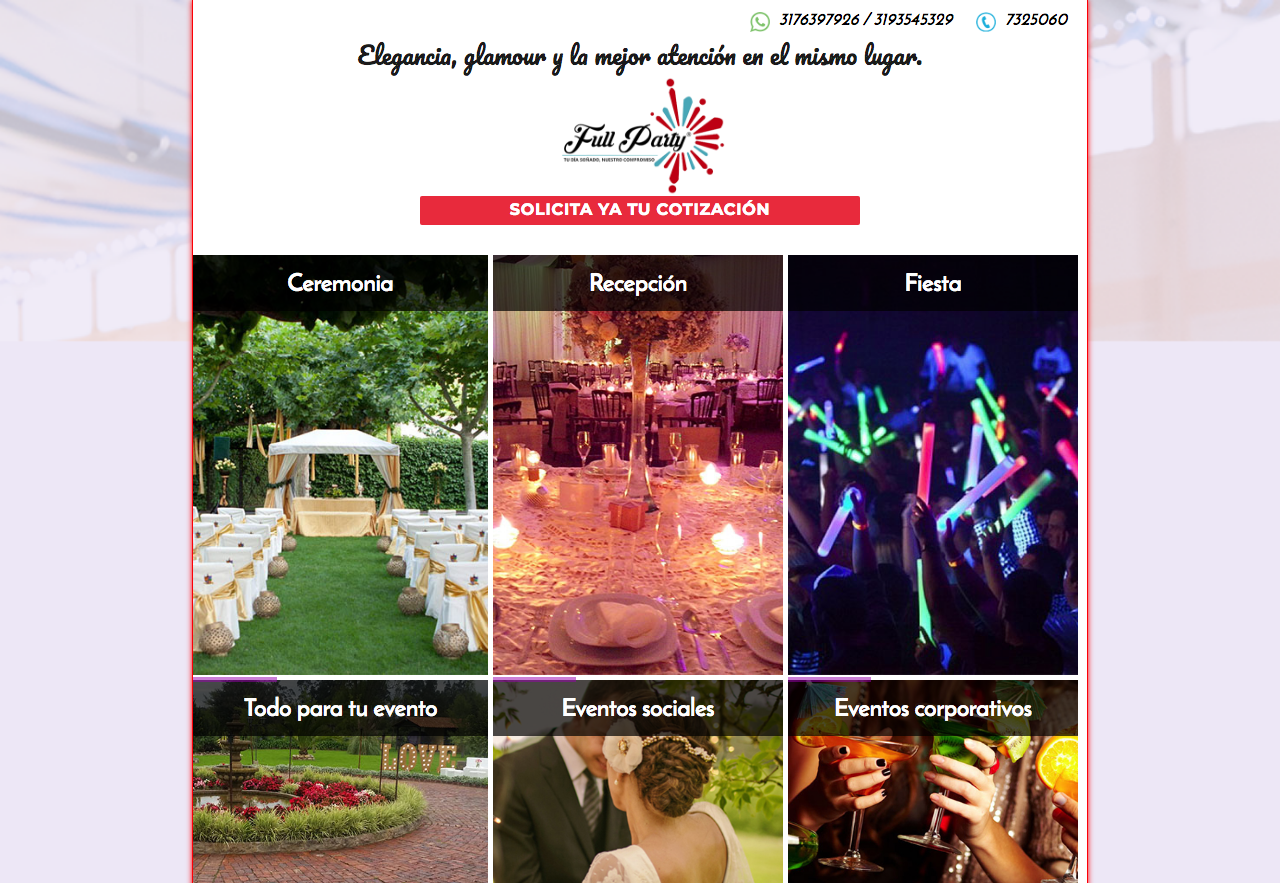 3176397926 / 3193545329 7325060
Elegancia, glamour y la mejor atención en el mismo lugar.
Full Party®
TU DÍA SOÑADO, NUESTRO COMPROMISO
SOLICITA YA TU COTIZACIÓN
Ceremonia Recepción Fiesta
Todo para tu evento Eventos sociales Eventos corporativos
LOVE